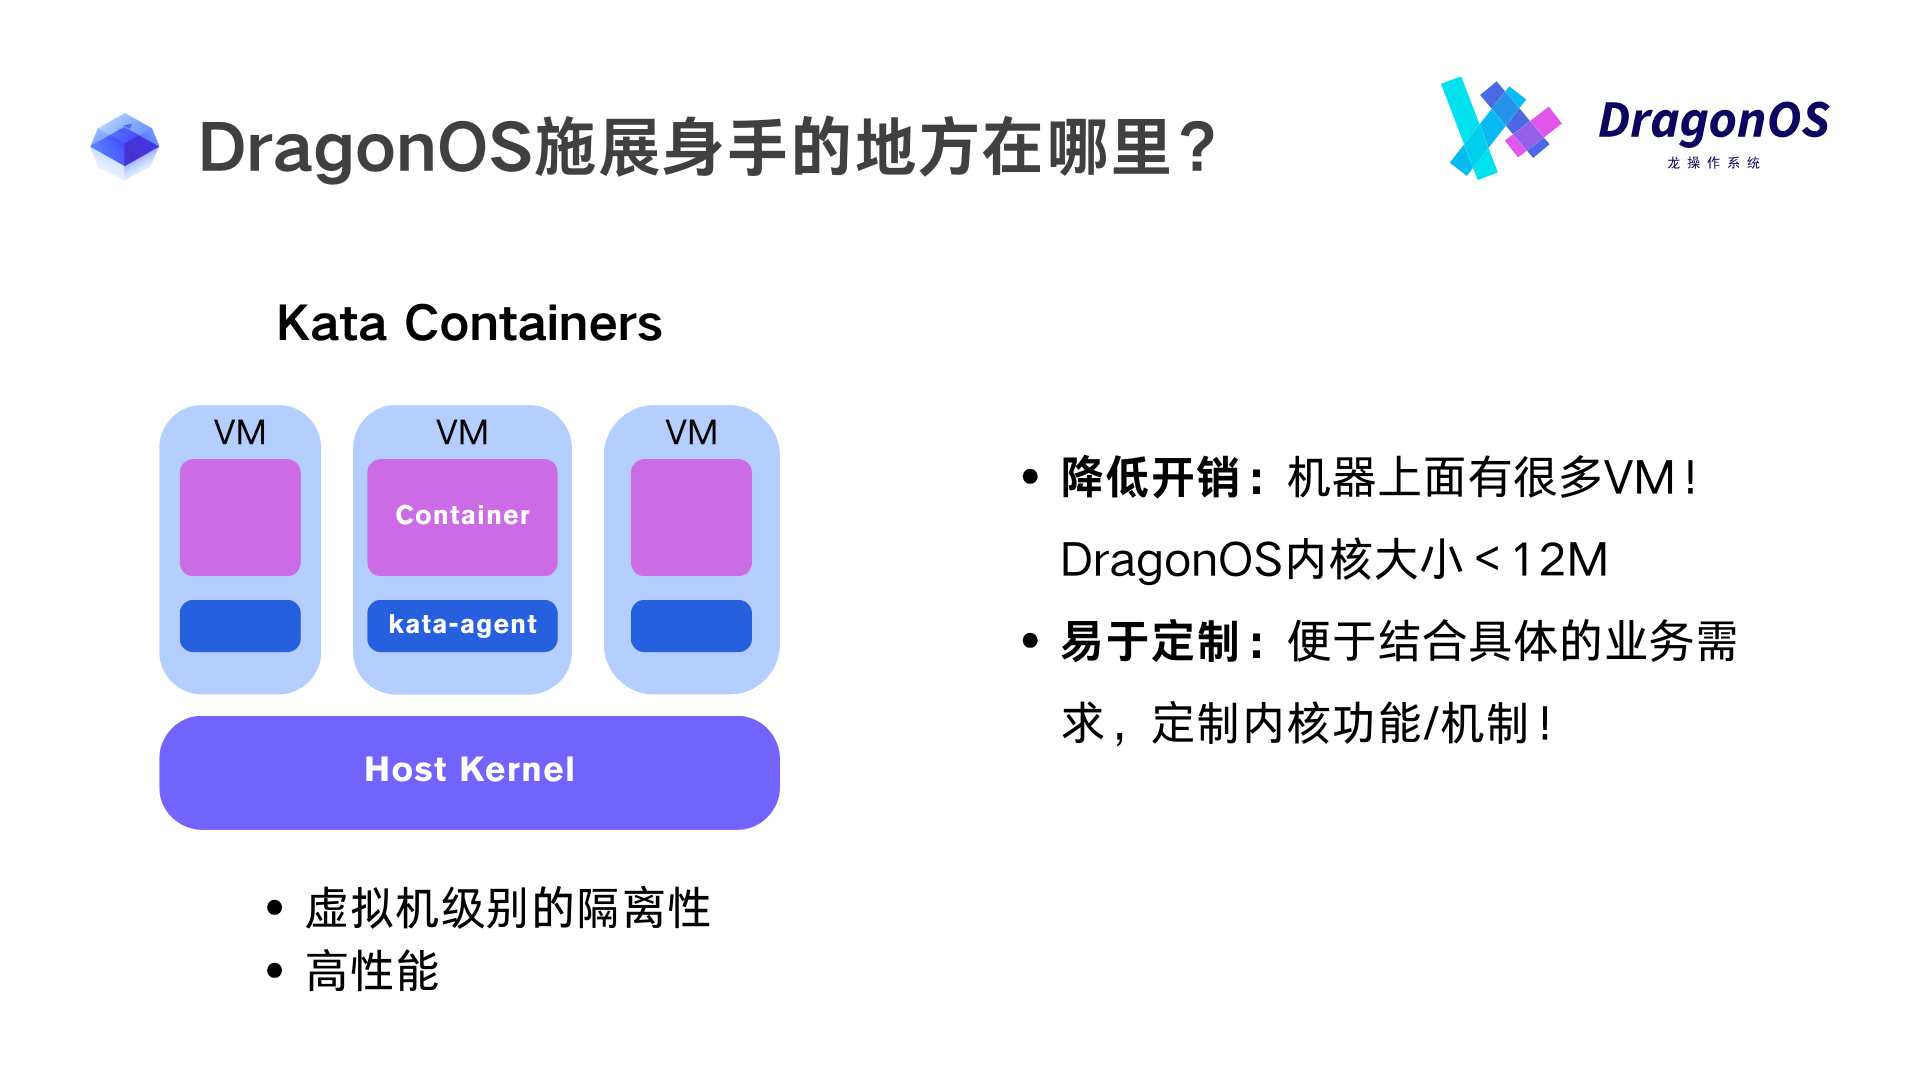 DragonOS施展身手的地方在哪里？
DragonOS
龙操作系统
Kata Containers
VM
VM
VM
Container
kata-agent
Host Kernel
• 虚拟机级别的隔离性
• 高性能
• 降低开销：机器上面有很多VM！
DragonOS内核大小＜12M
• 易于定制：便于结合具体的业务需
求，定制内核功能/机制！